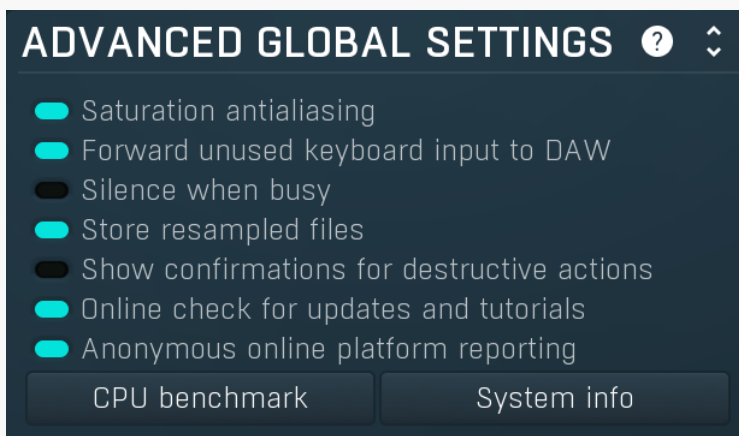 ADVANCED GLOBAL SETTINGS ?
Saturation antialiasing
Forward unused keyboard input to DAW
Silence when busy
Store resampled files
Show confirmations for destructive actions
Online check for updates and tutorials
Anonymous online platform reporting
CPU benchmark System info